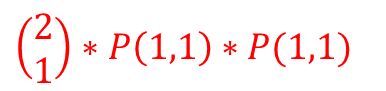 (2 1) * P(1,1) * P(1,1)